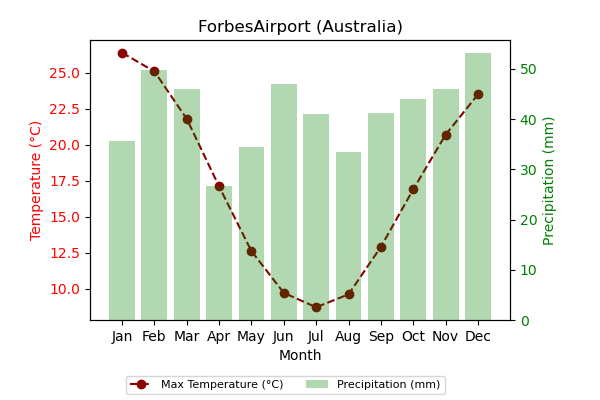 ForbesAirport (Australia)
25.0
22.5
20.0
17.5
15.0
12.5
10.0
Temperature (°C)
50
40
30
20
10
0
Precipitation (mm)
Jan Feb Mar Apr May Jun Jul Aug Sep Oct Nov Dec
Month
Max Temperature (°C) Precipitation (mm)